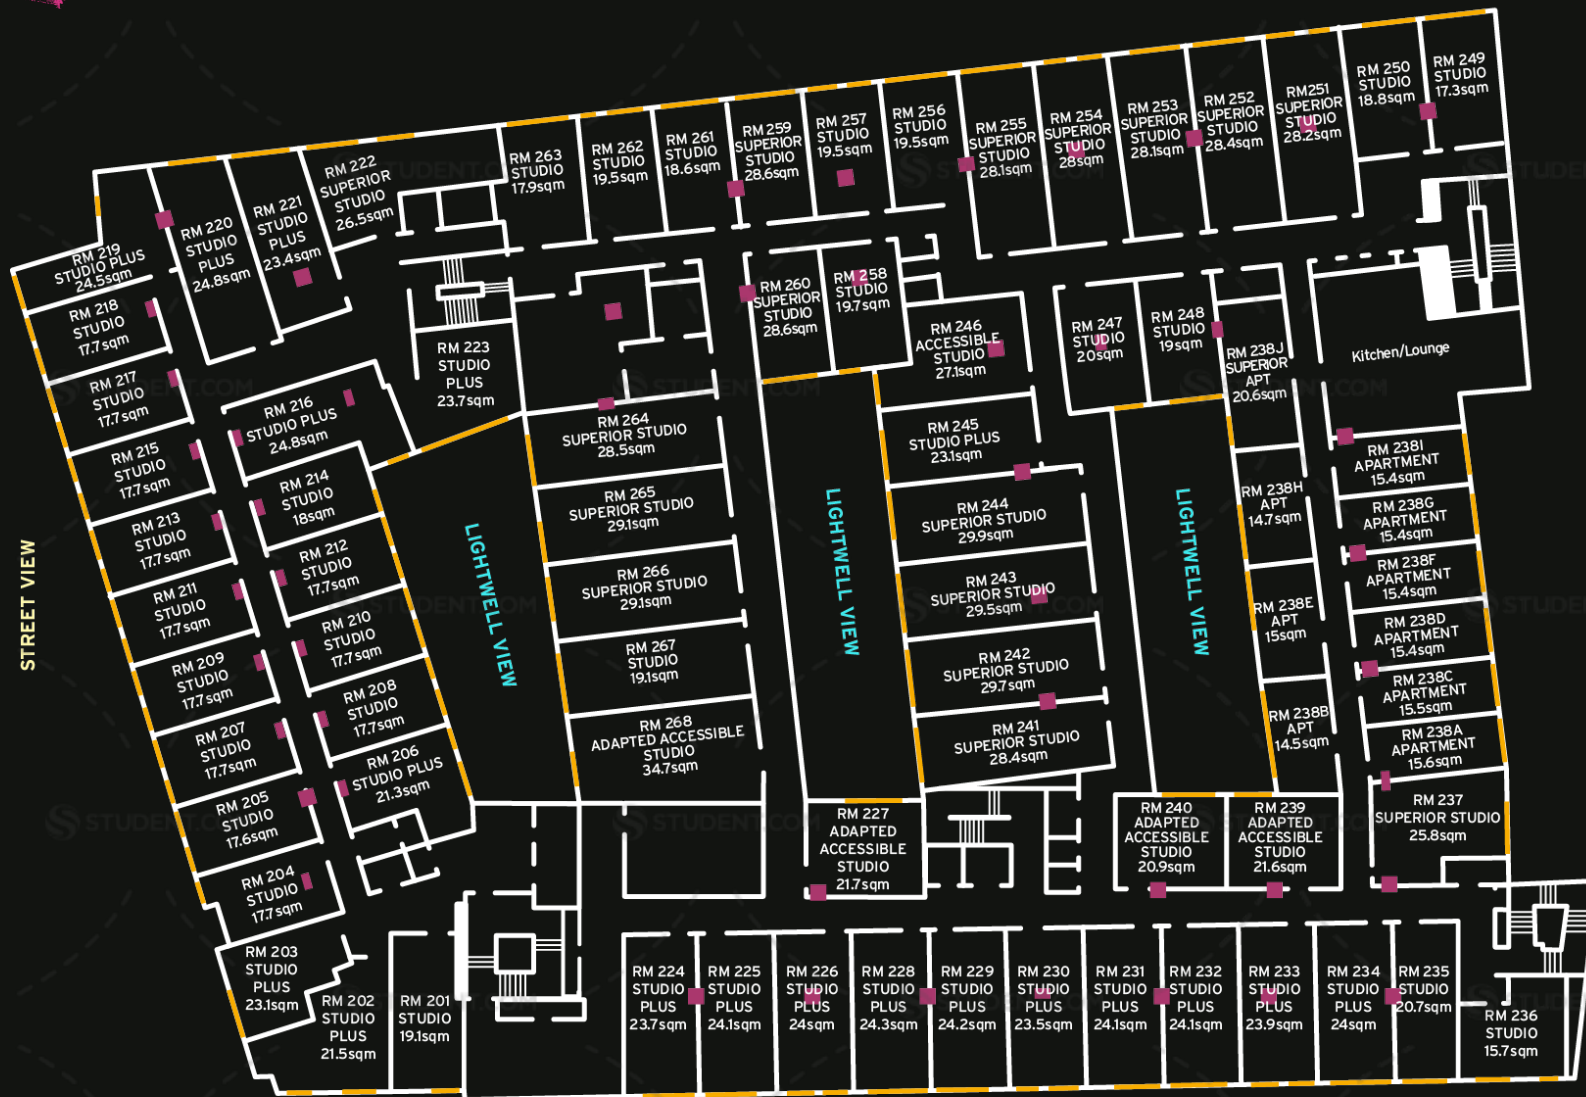 RM 249
STUDIO
17.3sqm
RM 250
STUDIO
18.8sqm
RM251
SUPERIOR
STUDIO
28.2sqm
RM 252
SUPERIOR
STUDIO
28.4sqm
RM 253
SUPERIOR
STUDIO
28.1sqm
RM 254
SUPERIOR
STUDIO
28sqm
RM 255
SUPERIOR
STUDIO
28.1sqm
RM 256
STUDIO
19.5sqm
RM 257
STUDIO
19.5sqm
RM 259
SUPERIOR
STUDIO
28.6sqm
RM 261
STUDIO
18.6sqm
RM 262
STUDIO
19.5sqm
RM 263
STUDIO
17.9sqm
RM 222
SUPERIOR
STUDIO
26.5sqm
RM 221
STUDIO
PLUS
23.4sqm
RM 220
STUDIO
PLUS
24.8sqm
RM 219
STUDIO PLUS
24.5sqm
RM 218
STUDIO
17.7sqm
RM 217
STUDIO
17.7sqm
RM 216
STUDIO PLUS
24.8sqm
RM 215
STUDIO
17.7sqm
RM 214
STUDIO
18sqm
RM 213
STUDIO
17.7sqm
RM 212
STUDIO
17.7sqm
RM 211
STUDIO
17.7sqm
RM 210
STUDIO
17.7sqm
RM 209
STUDIO
17.7sqm
RM 208
STUDIO
17.7sqm
RM 207
STUDIO
17.7sqm
RM 206
STUDIO PLUS
21.3sqm
RM 205
STUDIO
17.6sqm
RM 204
STUDIO
17.7sqm
RM 203
STUDIO
PLUS
23.1sqm
RM 202
STUDIO
PLUS
21.5sqm
RM 201
STUDIO
19.1sqm
STREET VIEW
RM 223
STUDIO
PLUS
23.7sqm
LIGHTWELL VIEW
RM 264
SUPERIOR STUDIO
28.5sqm
RM 265
SUPERIOR STUDIO
29.1sqm
RM 266
SUPERIOR STUDIO
29.1sqm
RM 267
STUDIO
19.1sqm
RM 268
ADAPTED ACCESSIBLE
STUDIO
34.7sqm
RM 260
SUPERIOR
STUDIO
28.6sqm
RM 258
STUDIO
19.7sqm
LIGHTWELL VIEW
RM 246
ACCESSIBLE
STUDIO
27.1sqm
RM 245
STUDIO PLUS
23.1sqm
RM 244
SUPERIOR STUDIO
29.9sqm
RM 243
SUPERIOR STUDIO
29.5sqm
RM 242
SUPERIOR STUDIO
29.7sqm
RM 241
SUPERIOR STUDIO
28.4sqm
RM 247
STUDIO
20sqm
RM 248
STUDIO
19sqm
LIGHTWELL VIEW
RM 238J
SUPERIOR
APT
20.6sqm
RM 238H
APT
14.7sqm
RM 238E
APT
15sqm
RM 238B
APT
14.5sqm
Kitchen/Lounge
RM 238I
APARTMENT
15.4sqm
RM 238G
APARTMENT
15.4sqm
RM 238F
APARTMENT
15.4sqm
RM 238D
APARTMENT
15.4sqm
RM 238C
APARTMENT
15.5sqm
RM 238A
APARTMENT
15.6sqm
RM 237
SUPERIOR STUDIO
25.8sqm
RM 227
ADAPTED
ACCESSIBLE
STUDIO
21.7sqm
RM 240
ADAPTED
ACCESSIBLE
STUDIO
20.9sqm
RM 239
ADAPTED
ACCESSIBLE
STUDIO
21.6sqm
RM 224
STUDIO
PLUS
23.7sqm
RM 225
STUDIO
PLUS
24.1sqm
RM 226
STUDIO
PLUS
24sqm
RM 228
STUDIO
PLUS
24.3sqm
RM 229
STUDIO
PLUS
24.2sqm
RM 230
STUDIO
PLUS
23.5sqm
RM 231
STUDIO
PLUS
24.1sqm
RM 232
STUDIO
PLUS
24.1sqm
RM 233
STUDIO
PLUS
23.9sqm
RM 234
STUDIO
PLUS
24sqm
RM 235
STUDIO
20.7sqm
RM 236
STUDIO
15.7sqm
STUDENT.COM